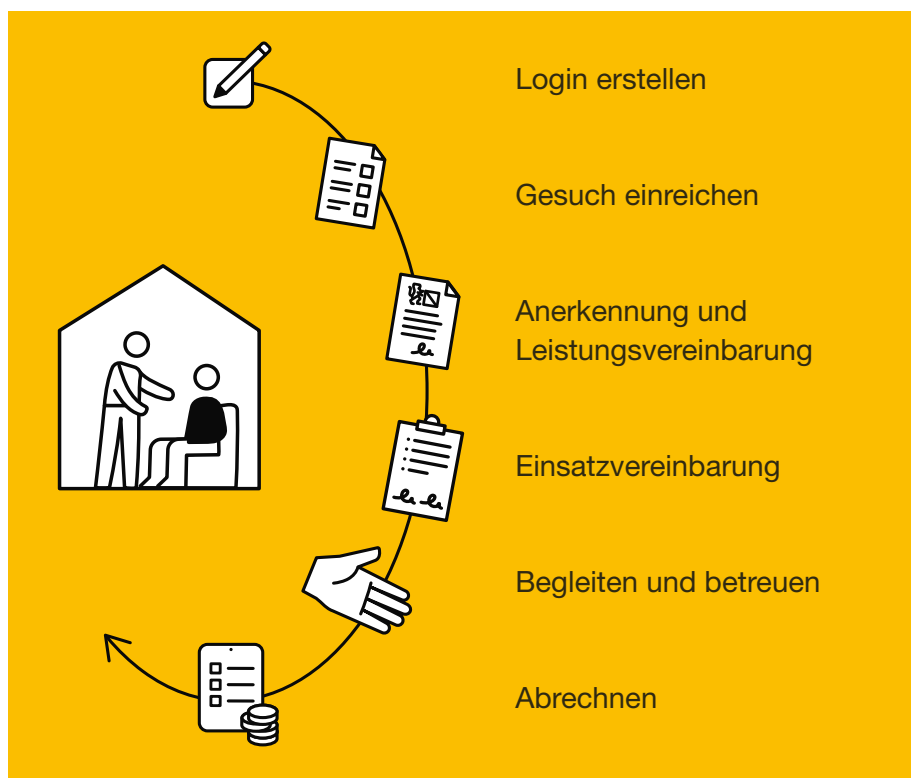 Login erstellen
Gesuch einreichen
Anerkennung und
Leistungsvereinbarung
Einsatzvereinbarung
Begleiten und betreuen
Abrechnen